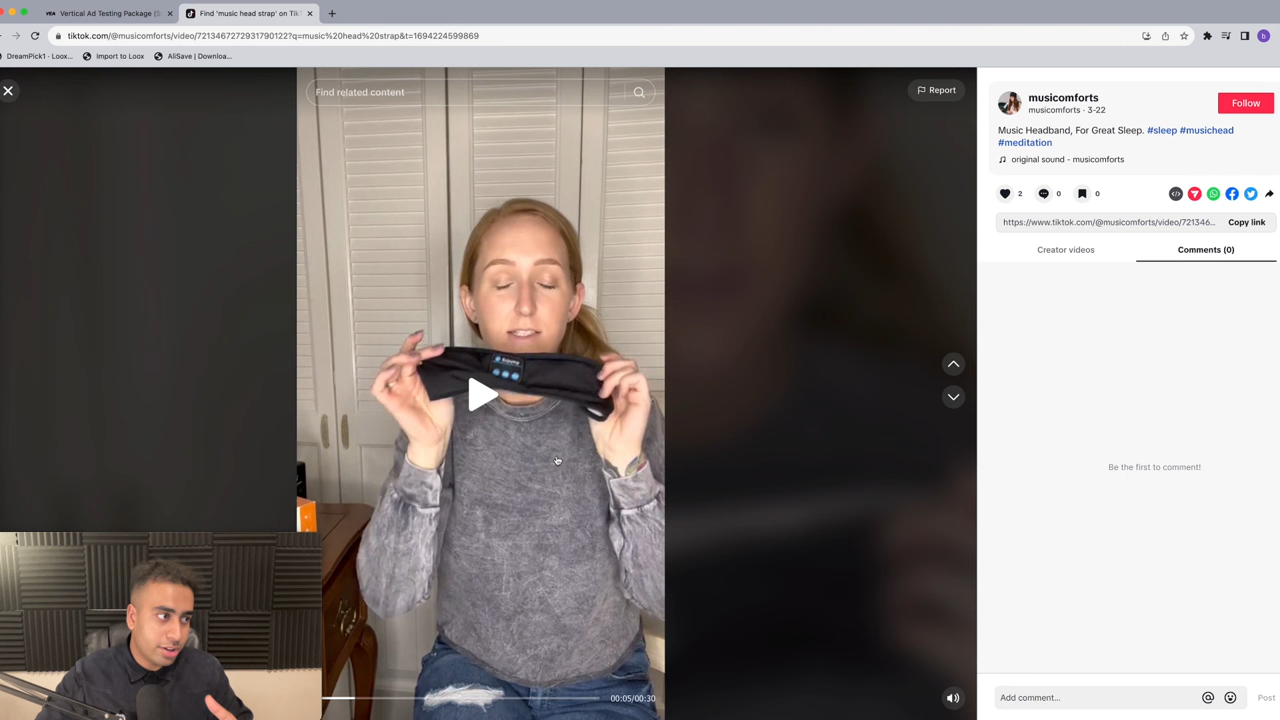 Vertical Ad Testing Package (
Find 'music head strap' on Tik
tiktok.com/@musicomforts/video/7213467272931790122?q=music%20head%20strap&t=1694224599869
DreamPick1 - Loox...
Import to Loox
AliSave | Downloa...
Find related content
Report
musicomforts
musicomforts · 3-22
Follow
Music Headband, For Great Sleep. #sleep #musichead
#meditation
original sound - musicomforts
2
0
0
https://www.tiktok.com/@musicomforts/video/721346...
Copy link
Creator videos
Comments (0)
Be the first to comment!
00:05/00:30
Add comment...
Post